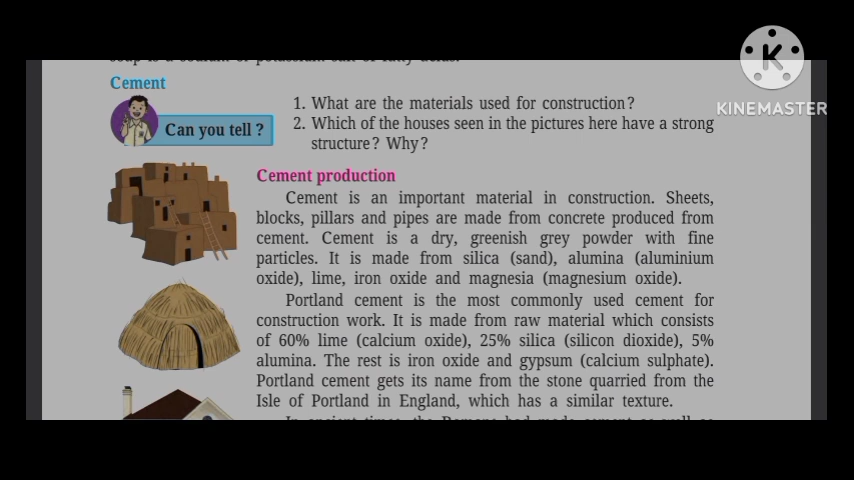 Cement
Can you tell ?
1. What are the materials used for construction?
2. Which of the houses seen in the pictures here have a strong
structure? Why?
Cement production
Cement is an important material in construction. Sheets,
blocks, pillars and pipes are made from concrete produced from
cement. Cement is a dry, greenish grey powder with fine
particles. It is made from silica (sand), alumina (aluminium
oxide), lime, iron oxide and magnesia (magnesium oxide).
Portland cement is the most commonly used cement for
construction work. It is made from raw material which consists
of 60% lime (calcium oxide), 25% silica (silicon dioxide), 5%
alumina. The rest is iron oxide and gypsum (calcium sulphate).
Portland cement gets its name from the stone quarried from the
Isle of Portland in England, which has a similar texture.
K
KINEMASTER